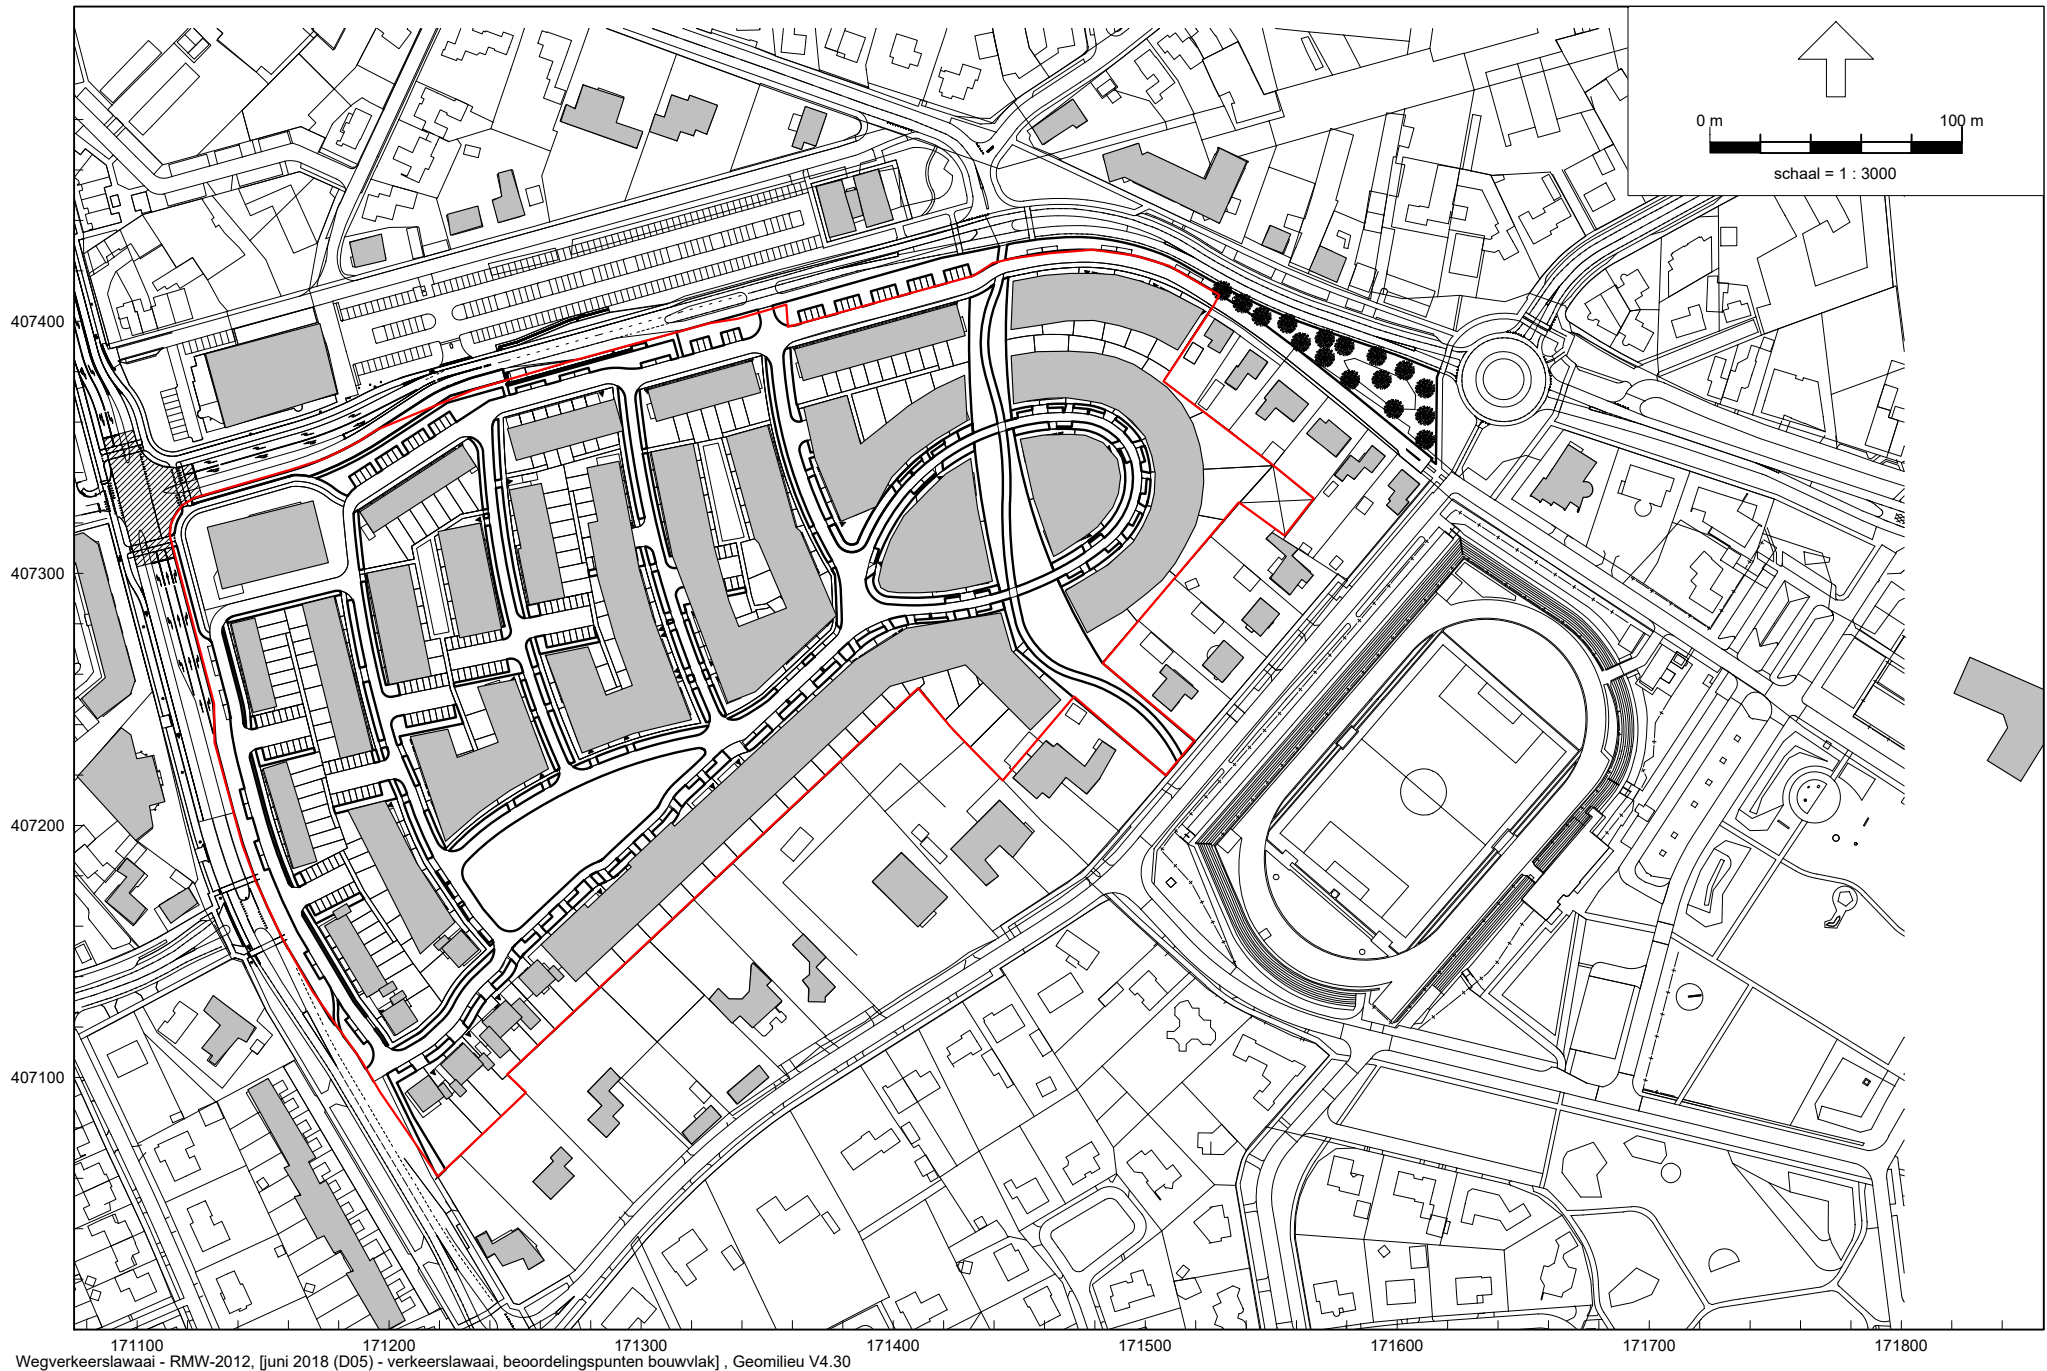 0 m 100 m
schaal = 1 : 3000
407400
407300
407200
407100
171100 171200 171300 171400 171500 171600 171700 171800
Wegverkeerslawaai - RMW-2012, [juni 2018 (D05) - verkeerslawaai, beoordelingspunten bouwvlak] , Geomilieu V4.30